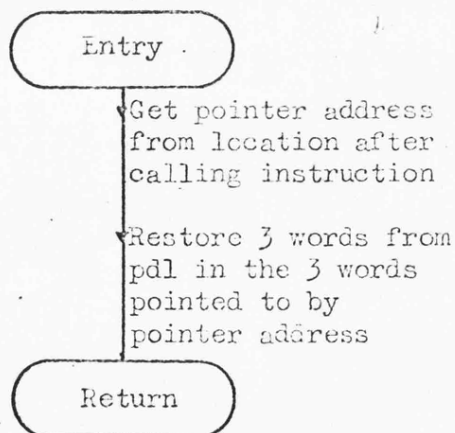 Entry
Get pointer address
from location after
calling instruction
Restore 3 words from
pdl in the 3 words
pointed to by
pointer address
Return